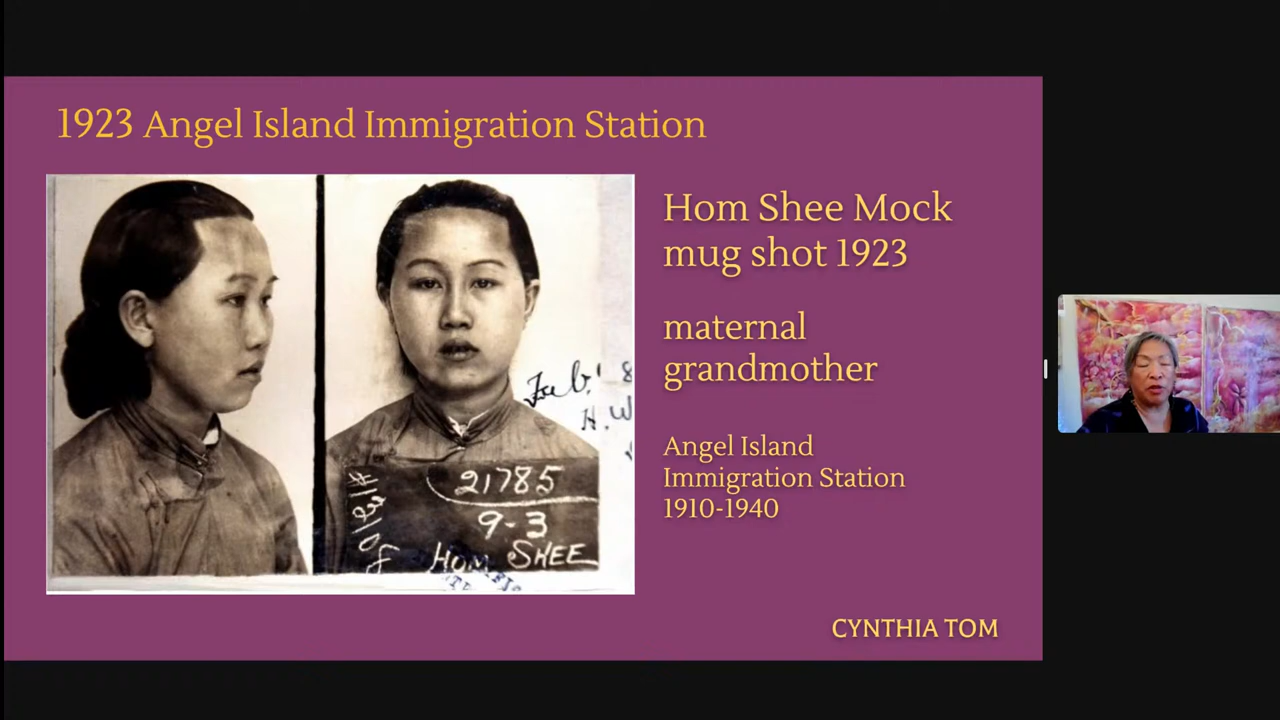 1923 Angel Island Immigration Station
Hom Shee Mock
mug shot 1923
maternal
grandmother
Angel Island
Immigration Station
1910-1940
21785
9-3
HOM SHEE
CYNTHIA TOM